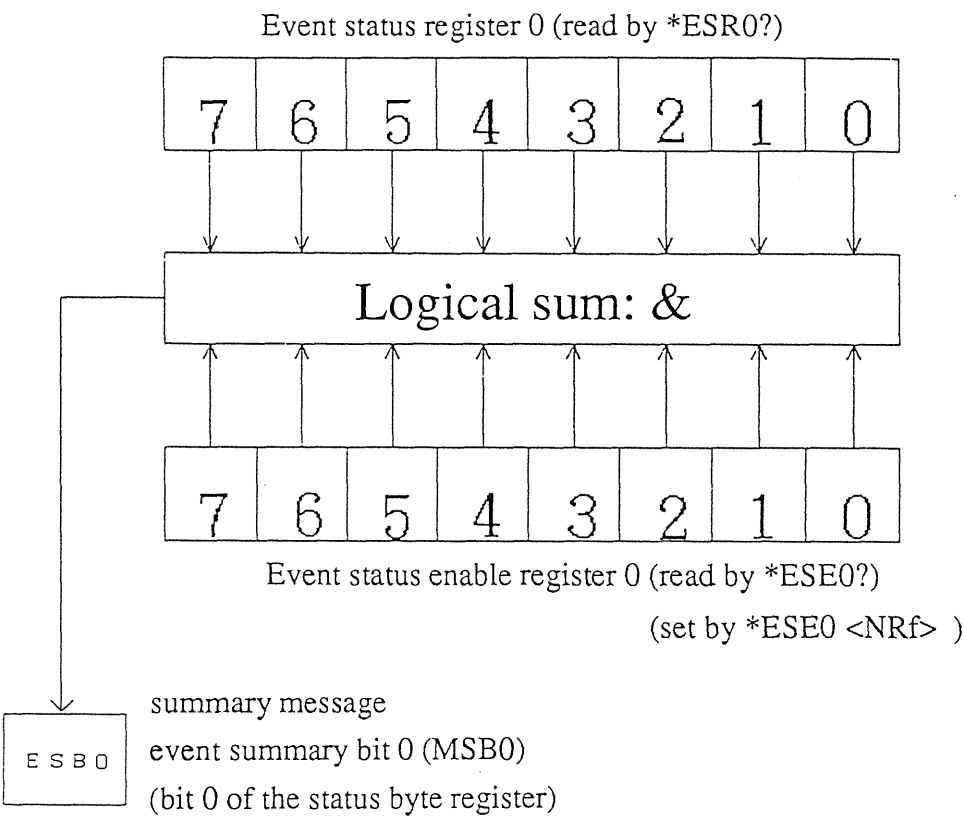 Event status register 0 (read by *ESR0?)
7 6 5 4 3 2 1 0
Logical sum: &
7 6 5 4 3 2 1 0
Event status enable register 0 (read by *ESE0?)
(set by *ESE0 <NRf> )
summary message
ESB0
event summary bit 0 (MSB0)
(bit 0 of the status byte register)